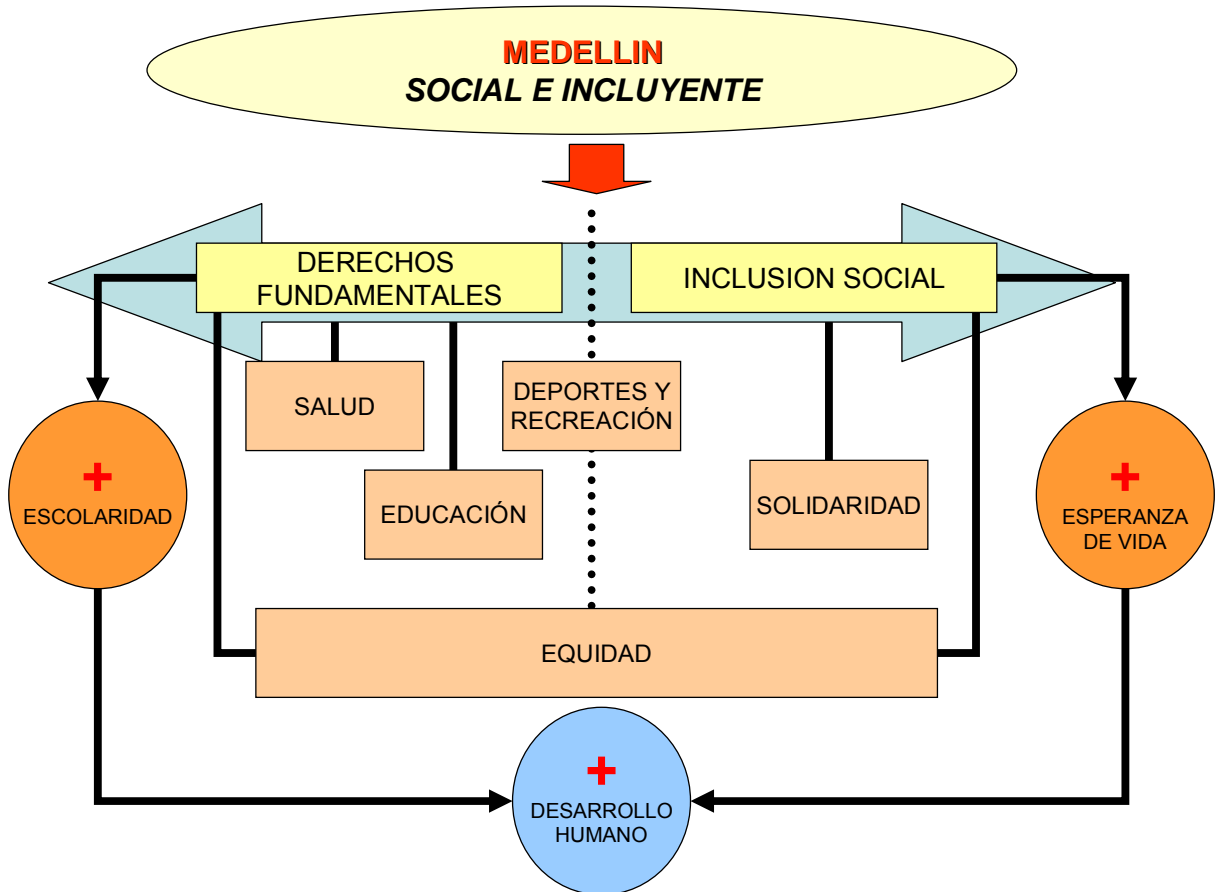 MEDELLIN
SOCIAL E INCLUYENTE
DERECHOS
FUNDAMENTALES
INCLUSION SOCIAL
SALUD
DEPORTES Y
RECREACIÓN
EDUCACIÓN
SOLIDARIDAD
+
ESCOLARIDAD
+
ESPERANZA
DE VIDA
EQUIDAD
+
DESARROLLO
HUMANO